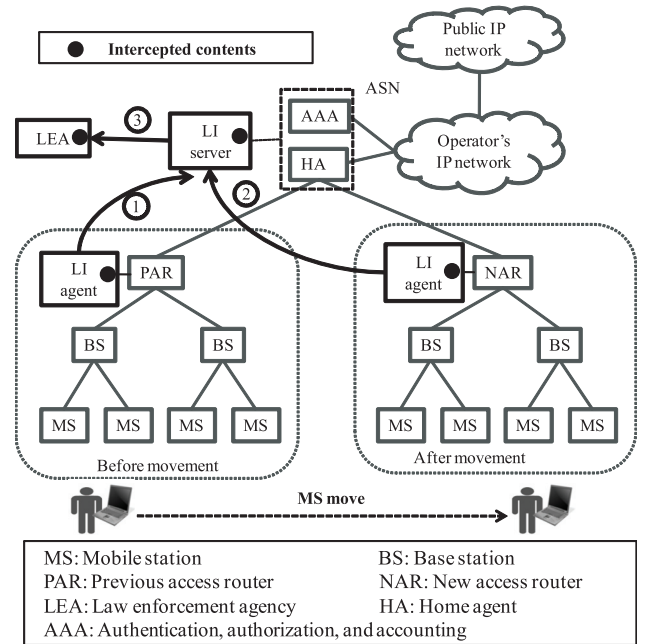 Public IP
network
Intercepted contents
ASN
AAA
HA
Operator's
IP network
LEA
3
LI
server
1
2
LI
agent
PAR
LI
agent
NAR
BS
BS
BS
BS
MS
MS
MS
MS
MS
MS
MS
MS
Before movement
After movement
MS move
MS: Mobile station
BS: Base station
PAR: Previous access router
NAR: New access router
LEA: Law enforcement agency
HA: Home agent
AAA: Authentication, authorization, and accounting